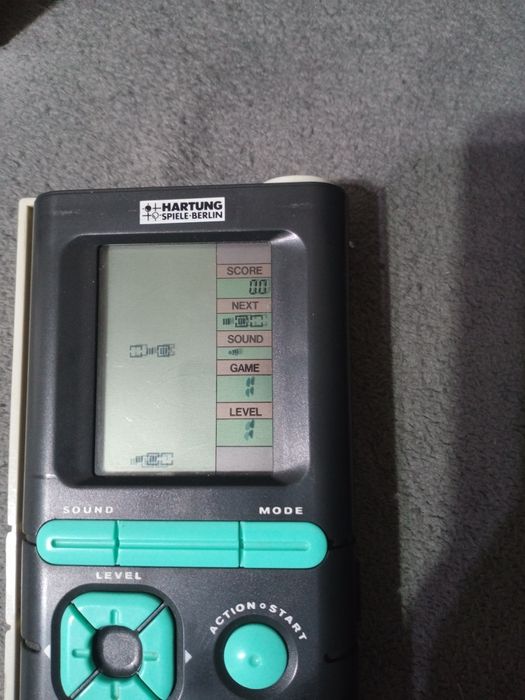 HARTUNG
SPIELE·BERLIN
SCORE
00
NEXT
SOUND
GAME
LEVEL
SOUND
MODE
LEVEL
ACTION START